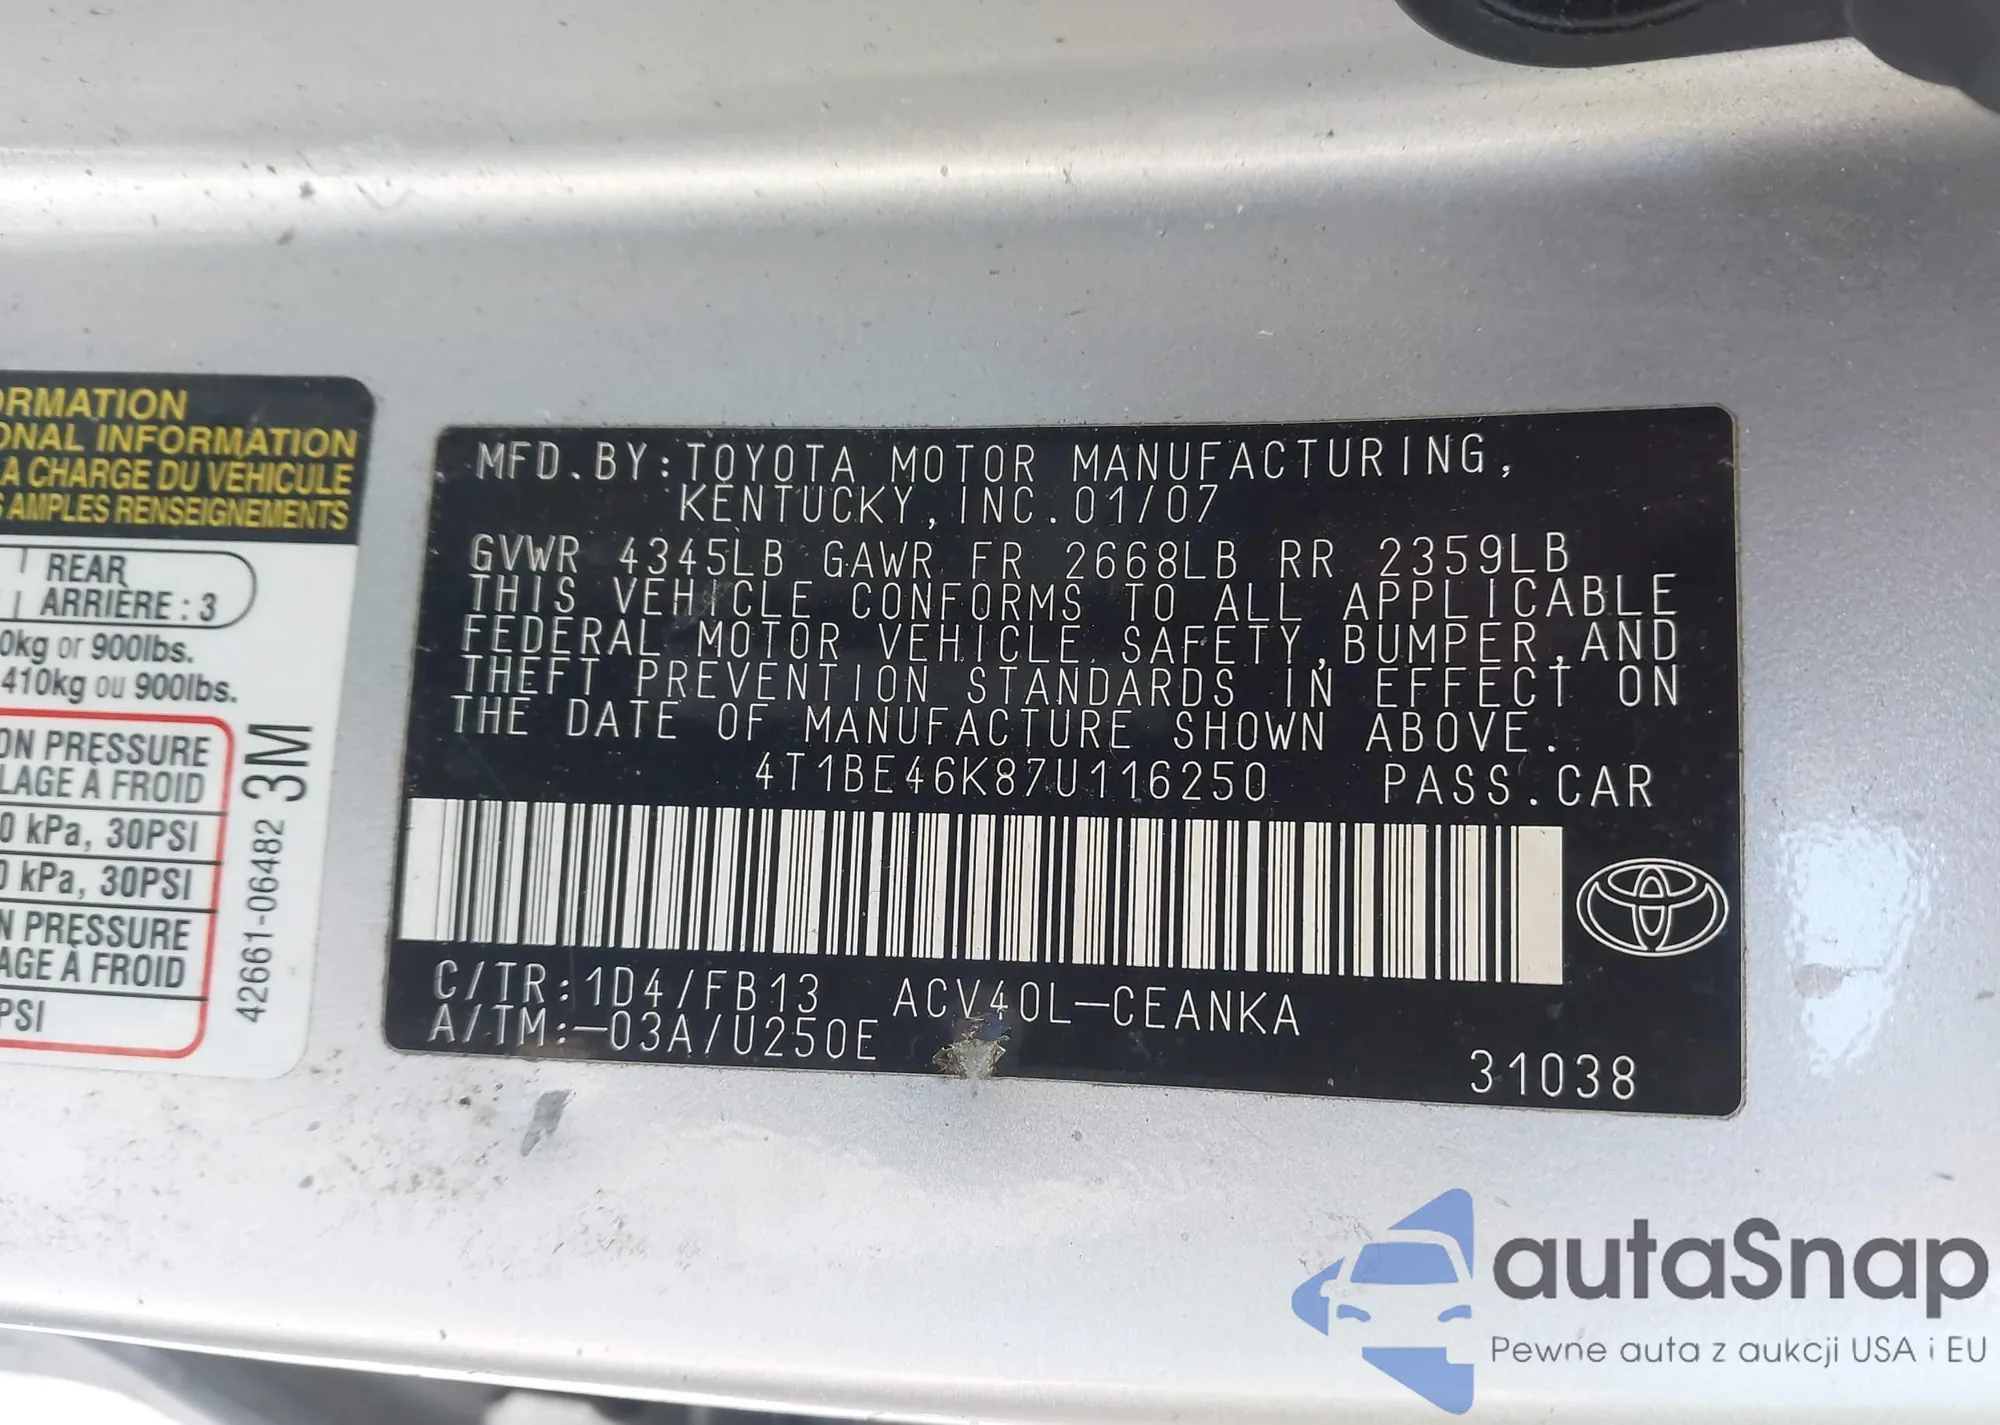 ORMATION
ONAL INFORMATION
LA CHARGE DU VÉHICULE
S AMPLES RENSEIGNEMENTS
REAR
ARRIÈRE : 3
0kg or 900lbs.
410kg ou 900lbs.
ON PRESSURE
LAGE À FROID
0 kPa, 30PSI
0 kPa, 30PSI
N PRESSURE
AGE À FROID
PSI
42661-06482 3M
MFD.BY:TOYOTA MOTOR MANUFACTURING,
KENTUCKY,INC.01/07
GVWR 4345LB GAWR FR 2668LB RR 2359LB
THIS VEHICLE CONFORMS TO ALL APPLICABLE
FEDERAL MOTOR VEHICLE SAFETY,BUMPER,AND
THEFT PREVENTION STANDARDS IN EFFECT ON
THE DATE OF MANUFACTURE SHOWN ABOVE.
4T1BE46K87U116250 PASS.CAR
C/TR:1D4/FB13 ACV40L-CEANKA
A/TM:-03A/U250E
31038
autaSnap
Pewne auta z aukcji USA i EU